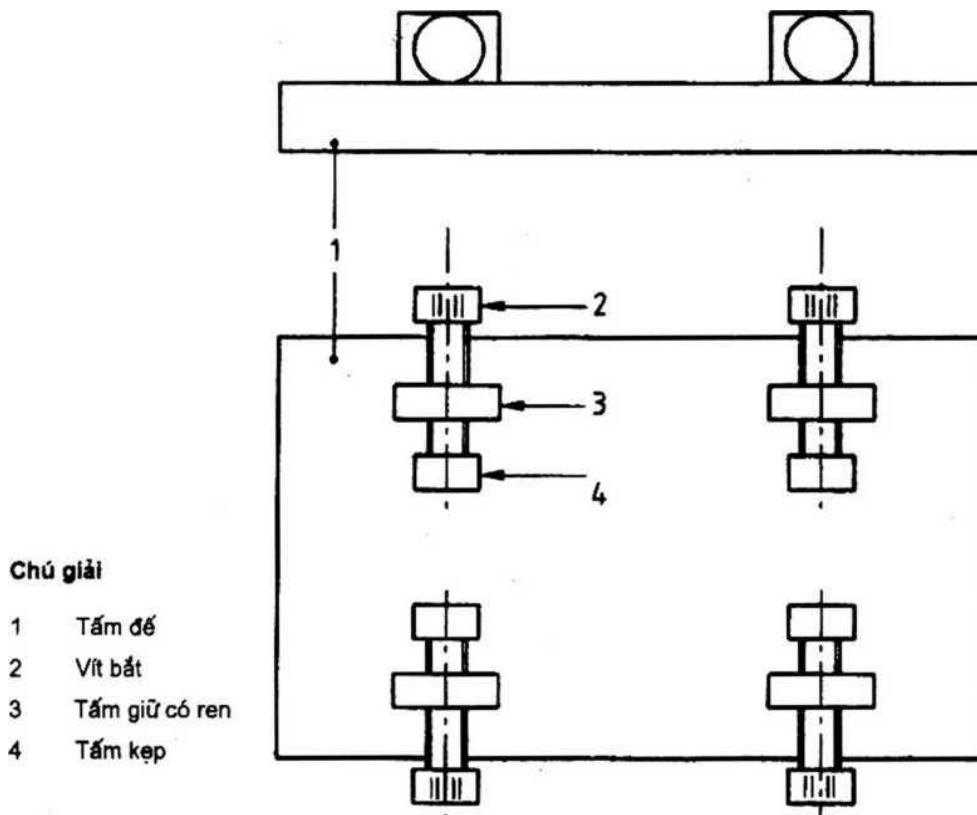 1
2
3
4
Chú giải
1 Tấm đế
2 Vít bắt
3 Tấm giữ có ren
4 Tấm kẹp